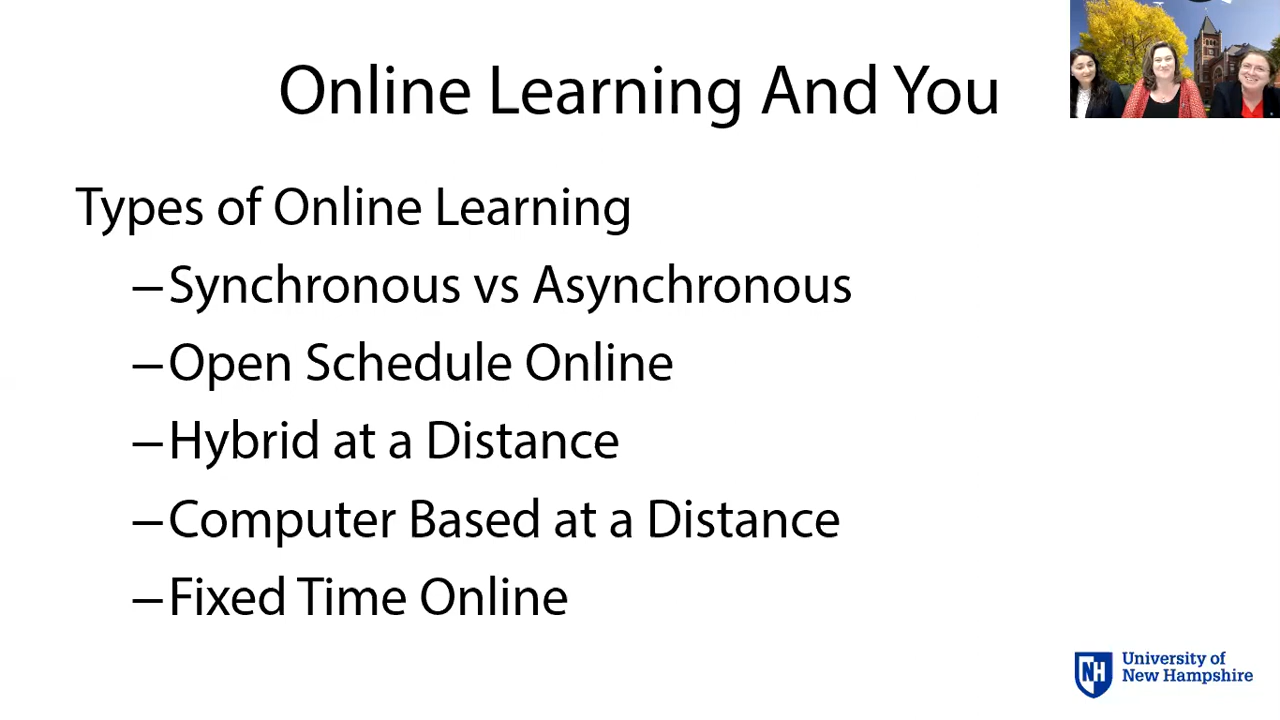 Online Learning And You
Types of Online Learning
–Synchronous vs Asynchronous
–Open Schedule Online
–Hybrid at a Distance
–Computer Based at a Distance
–Fixed Time Online
NH
University of
New Hampshire